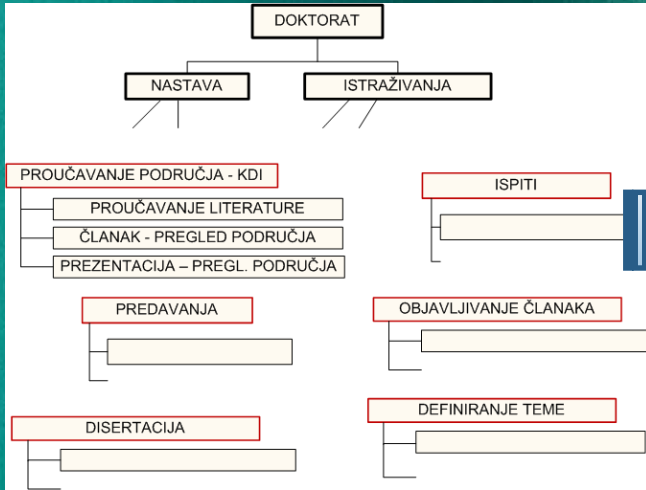 DOKTORAT
NASTAVA
ISTRAŽIVANJA
PROUČAVANJE PODRUČJA - KDI
PROUČAVANJE LITERATURE
ČLANAK - PREGLED PODRUČJA
PREZENTACIJA – PREGL. PODRUČJA
ISPITI
PREDAVANJA
OBJAVLJIVANJE ČLANAKA
DISERTACIJA
DEFINIRANJE TEME